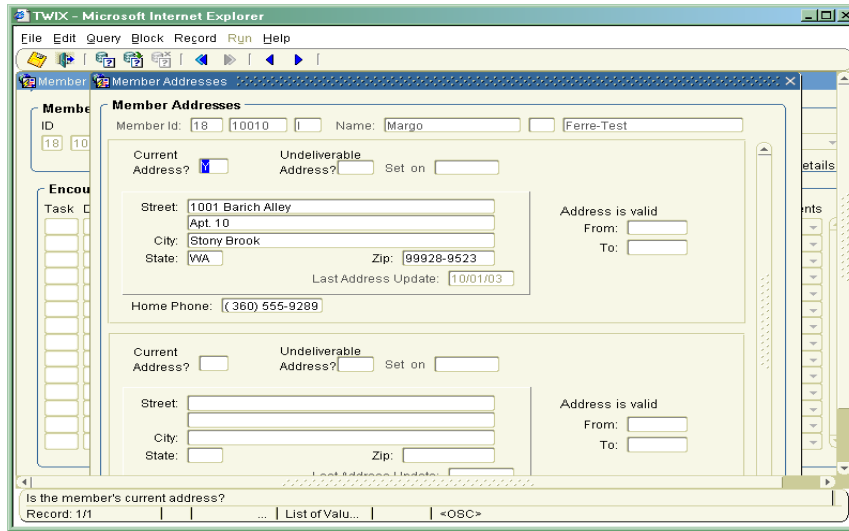 TWIX - Microsoft Internet Explorer
File Edit Query Block Record Run Help
Member Member Addresses
Membe Member Addresses
ID Member Id: 18 10010 I Name: Margo Ferre-Test
18 10
Current Undeliverable
Address? Y Address? Set on
etails
Encou
Task D Street: 1001 Barich Alley Address is valid nts
Apt. 10 From:
City: Stony Brook To:
State: WA Zip: 99928-9523
Last Address Update: 10/01/03
Home Phone: ( 360) 555-9289
Current Undeliverable
Address? Address? Set on
Street: Address is valid
From:
City: To:
State: Zip:
Last Address Update:
Is the member's current address?
Record: 1/1 ... List of Valu... <OSC>